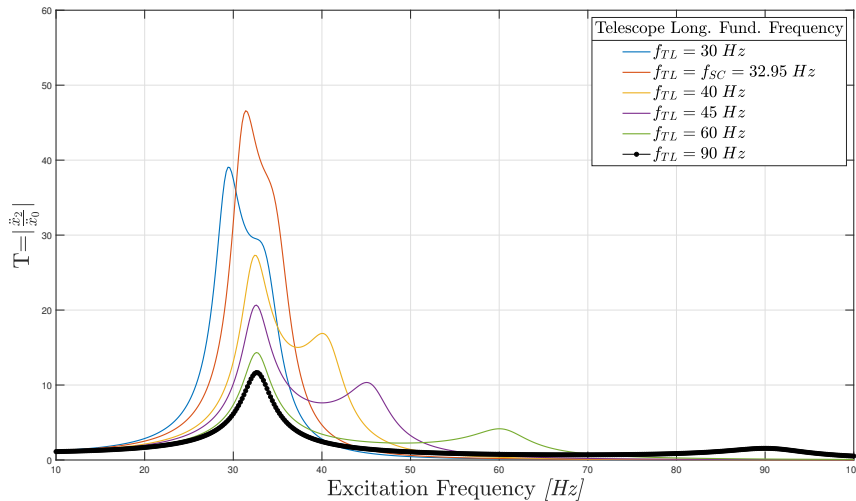 Telescope Long. Fund. Frequency
f_TL = 30 Hz
f_TL = f_SC = 32.95 Hz
f_TL = 40 Hz
f_TL = 45 Hz
f_TL = 60 Hz
f_TL = 90 Hz
T=|ẍ₂/ẍ₀|
60
50
40
30
20
10
0
10 20 30 40 50 60 70 80 90 100
Excitation Frequency [Hz]